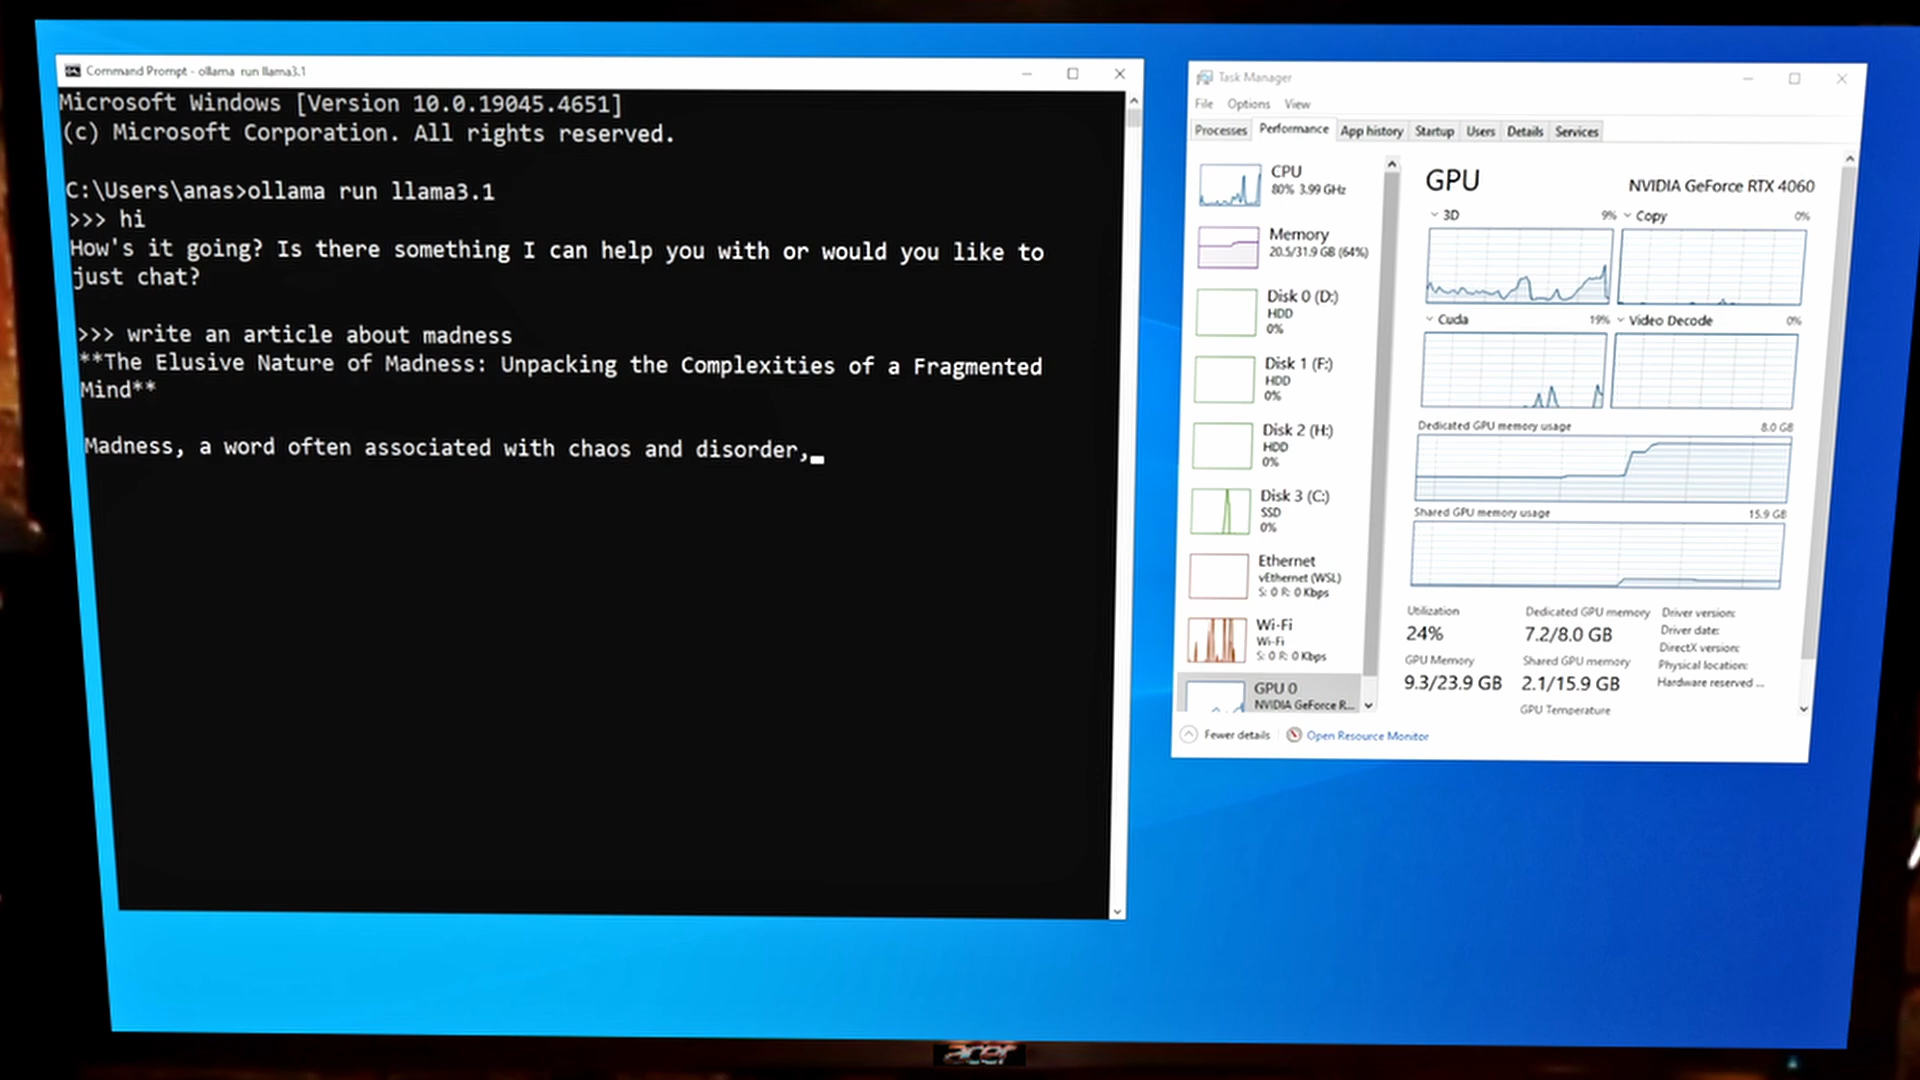 Command Prompt - ollama run llama3.1
Microsoft Windows [Version 10.0.19045.4651]
(c) Microsoft Corporation. All rights reserved.
C:\Users\anas>ollama run llama3.1
>>> hi
How's it going? Is there something I can help you with or would you like to
just chat?
>>> write an article about madness
**The Elusive Nature of Madness: Unpacking the Complexities of a Fragmented
Mind**
Madness, a word often associated with chaos and disorder,
Task Manager
File Options View
Processes Performance App history Startup Users Details Services
CPU
80% 3.99 GHz
Memory
20.5/31.9 GB (64%)
Disk 0 (D:)
HDD
0%
Disk 1 (F:)
HDD
0%
Disk 2 (H:)
HDD
0%
Disk 3 (C:)
SSD
0%
Ethernet
vEthernet (WSL)
S: 0 R: 0 Kbps
Wi-Fi
Wi-Fi
S: 0 R: 0 Kbps
GPU 0
NVIDIA GeForce R...
GPU NVIDIA GeForce RTX 4060
3D 9% Copy 0%
Cuda 19% Video Decode 0%
Dedicated GPU memory usage 8.0 GB
Shared GPU memory usage 15.9 GB
Utilization
24%
Dedicated GPU memory
7.2/8.0 GB
GPU Memory
9.3/23.9 GB
Shared GPU memory
2.1/15.9 GB
GPU Temperature
Driver version:
Driver date:
DirectX version:
Physical location:
Hardware reserved ...
Fewer details Open Resource Monitor
acer